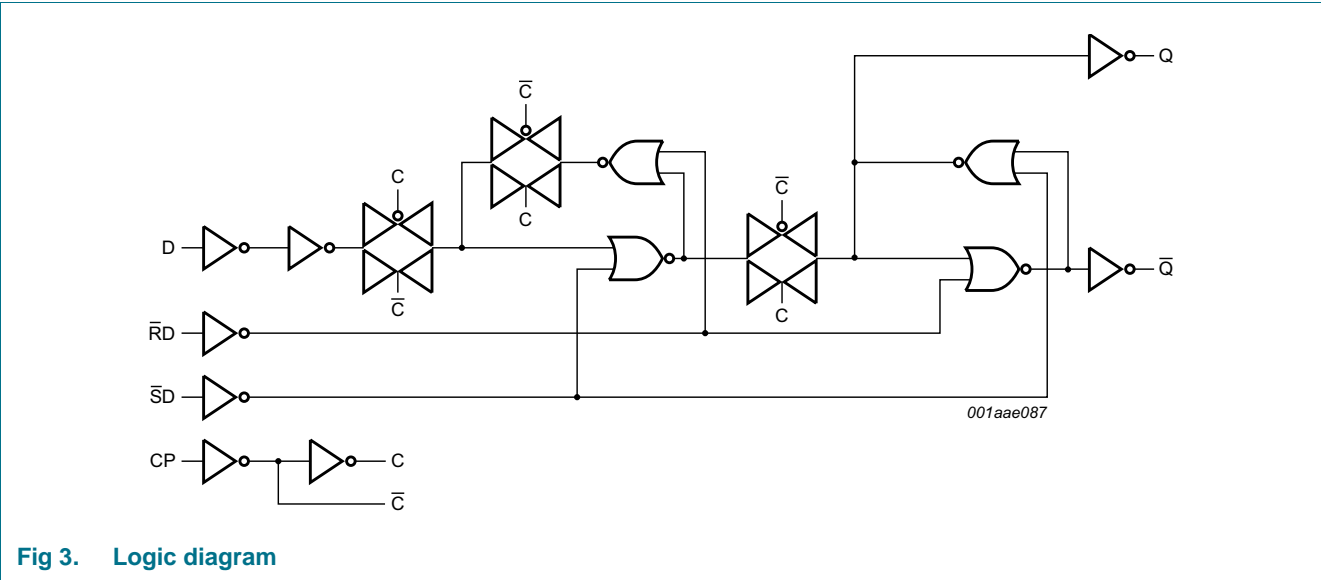 Q
C̅
C
C̅
C
C
D
C̅
Q̅
C
R̅D
S̅D
001aae087
CP
C
C̅
Fig 3. Logic diagram